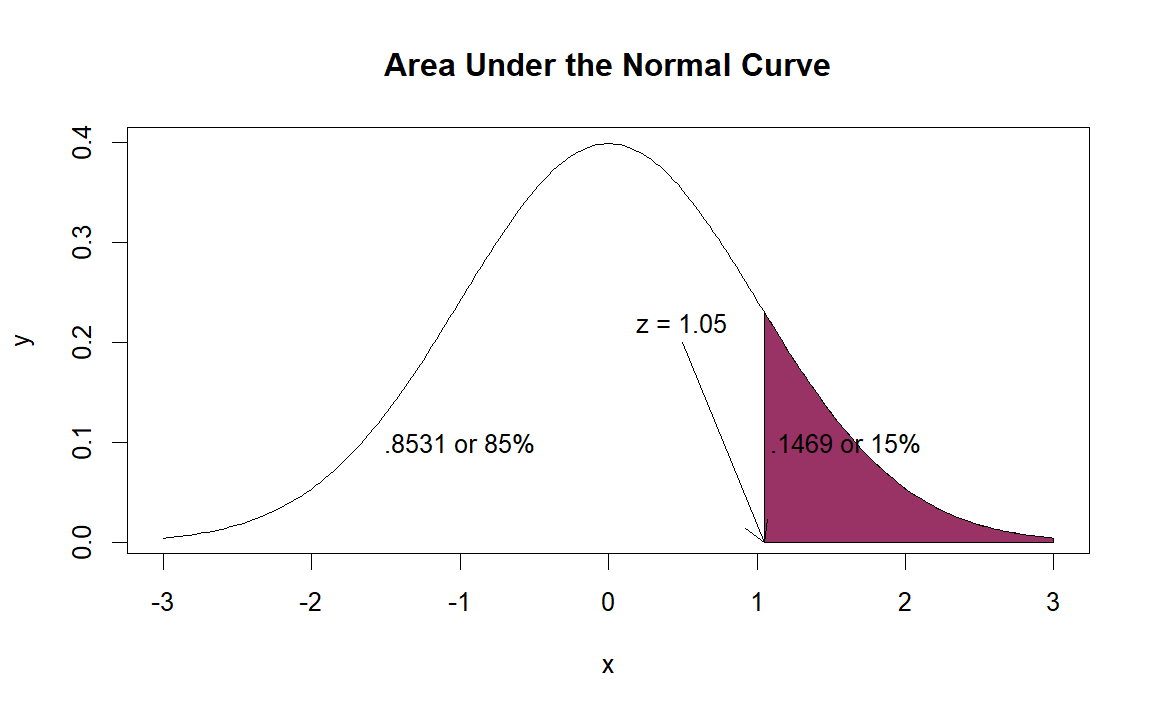 Area Under the Normal Curve
y
0.4
0.3
0.2
0.1
0.0
z = 1.05
.8531 or 85%
.1469 or 15%
-3 -2 -1 0 1 2 3
x